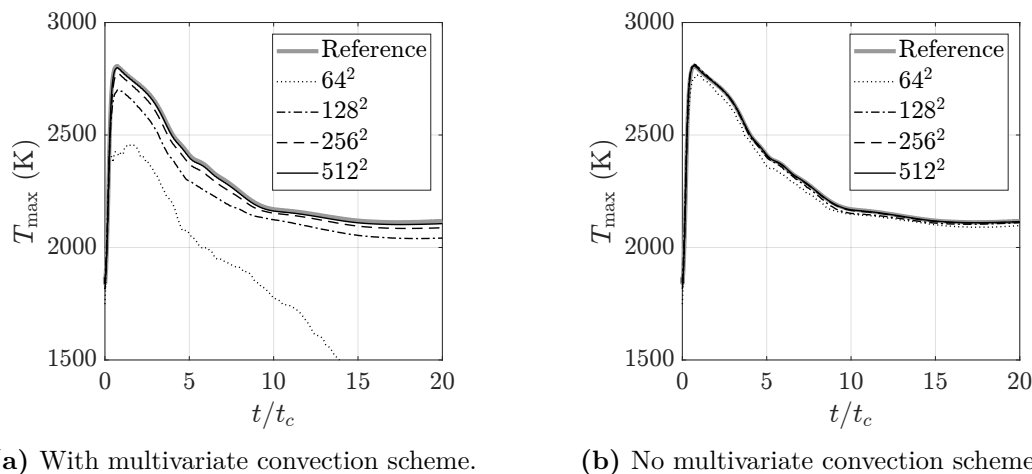 3000
2500
2000
1500
T_max (K)
0 5 10 15 20
t/t_c
Reference
64²
128²
256²
512²
a) With multivariate convection scheme.
3000
2500
2000
1500
T_max (K)
0 5 10 15 20
t/t_c
Reference
64²
128²
256²
512²
(b) No multivariate convection scheme